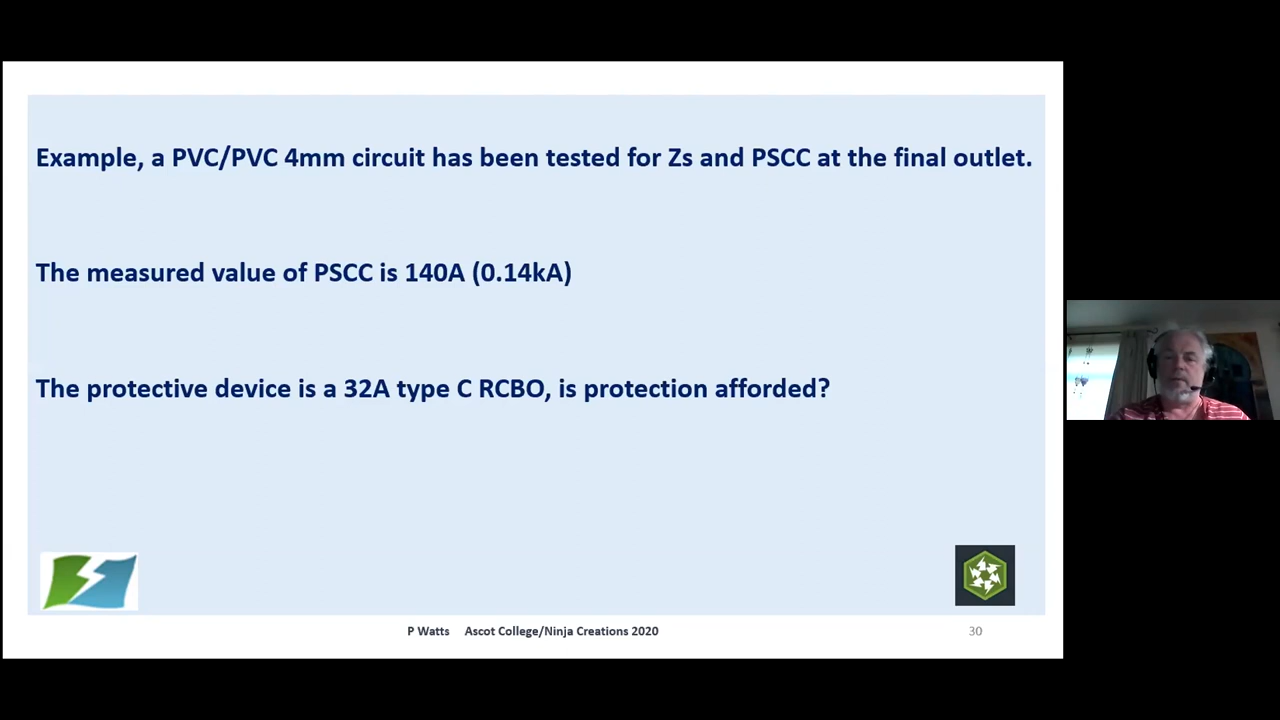 Example, a PVC/PVC 4mm circuit has been tested for Zs and PSCC at the final outlet.
The measured value of PSCC is 140A (0.14kA)
The protective device is a 32A type C RCBO, is protection afforded?
P Watts Ascot College/Ninja Creations 2020
30